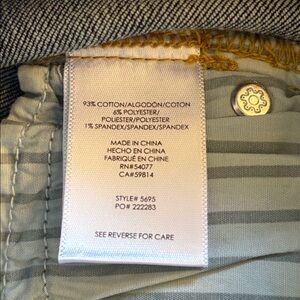 93% COTTON/ALGODÓN/COTON
6% POLYESTER/
POLIESTER/POLYESTER
1% SPANDEX/SPANDEX/SPANDEX
MADE IN CHINA
HECHO EN CHINA
FABRIQUÉ EN CHINE
RN#54077
CA#59814
STYLE# 5695
PO# 222283
SEE REVERSE FOR CARE